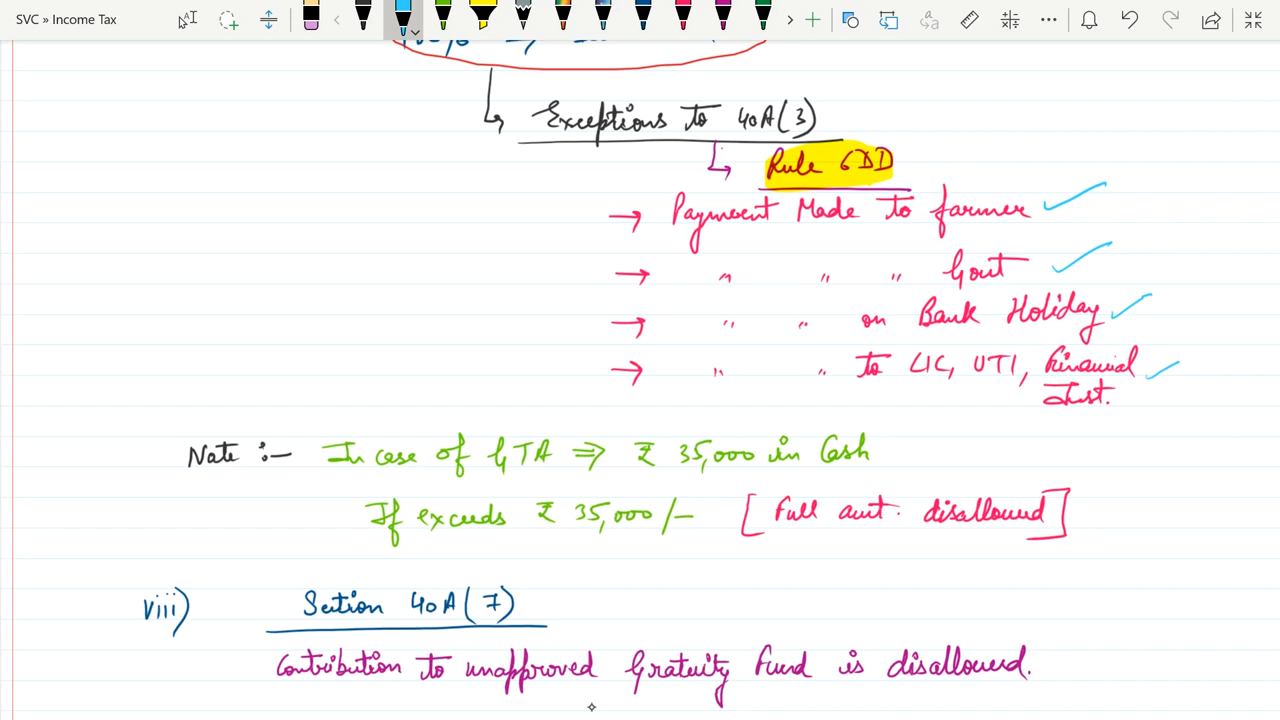 SVC » Income Tax
Exceptions to 40A(3)
Rule 6DD
→ Payment Made to farmer
→ " " " Govt
→ " " on Bank Holiday
→ " " to LIC, UTI, Financial
Inst.
Note :- In case of GTA ⇒ ₹ 35,000 in Cash
If exceeds ₹ 35,000/- [Full amt. disallowed]
viii) Section 40A(7)
Contribution to unapproved Gratuity Fund is disallowed.